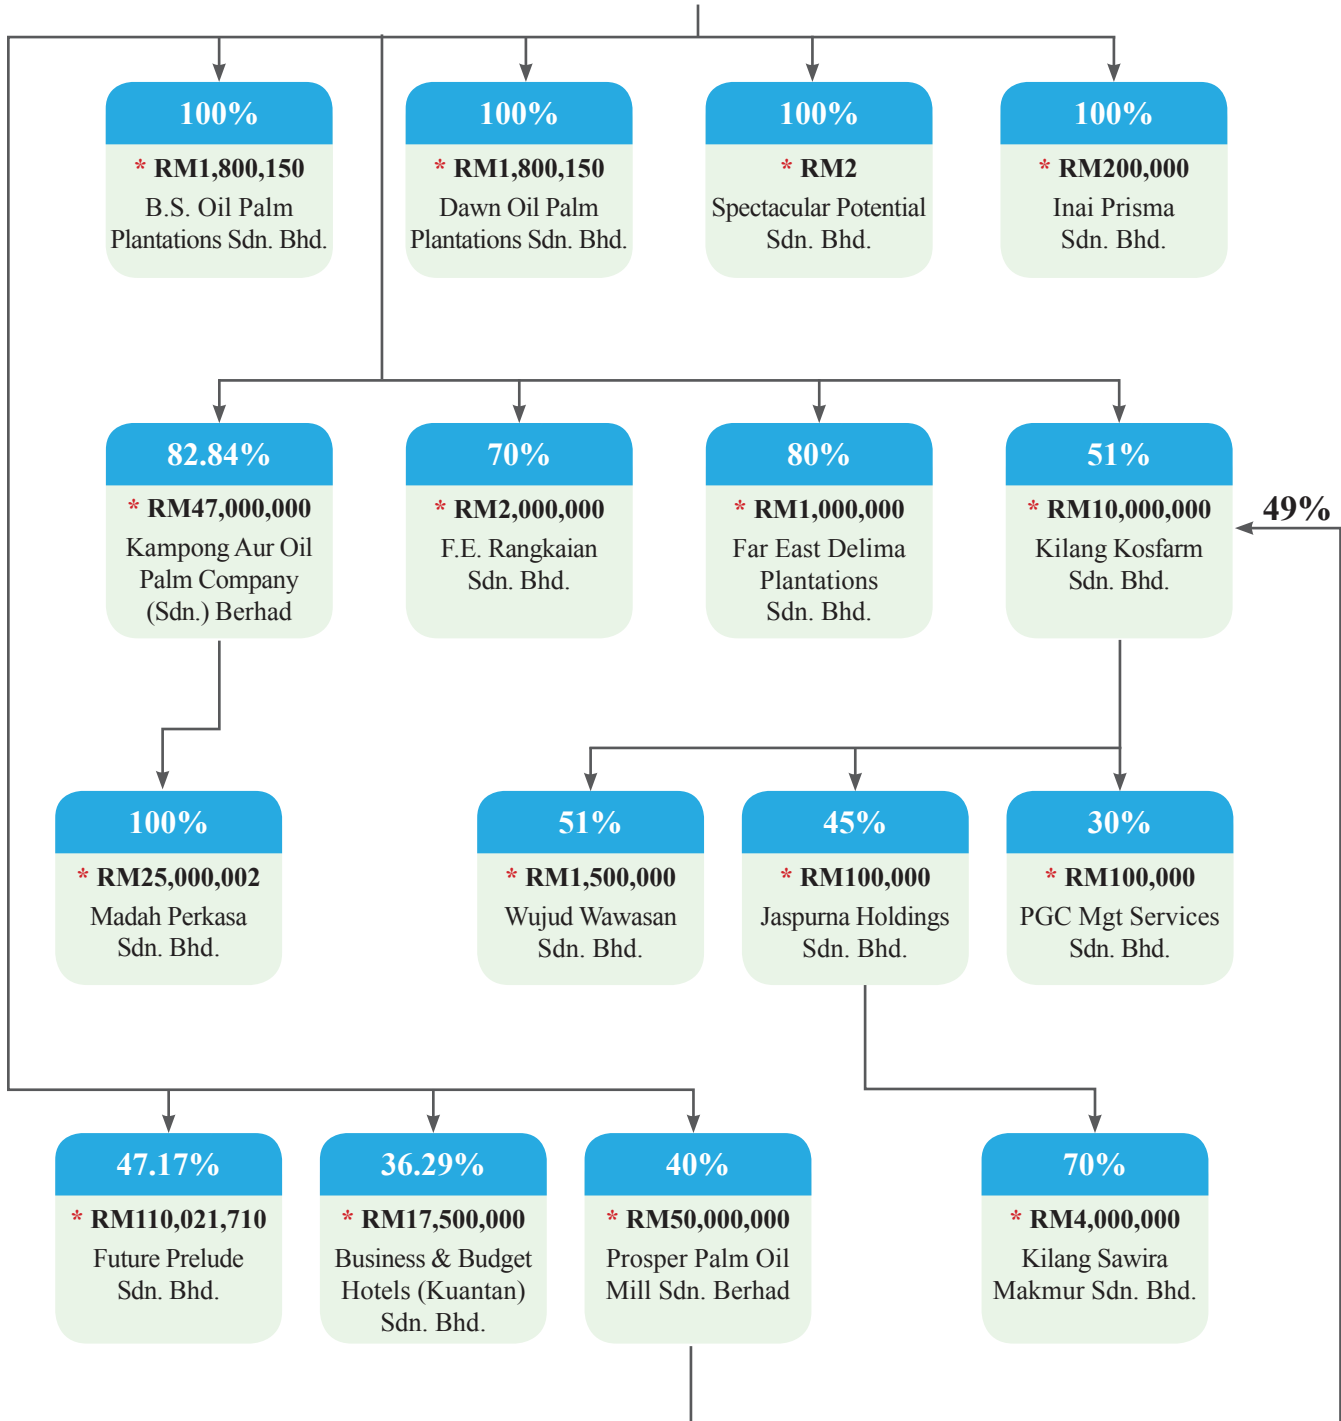 100%
* RM1,800,150
B.S. Oil Palm
Plantations Sdn. Bhd.
100%
* RM1,800,150
Dawn Oil Palm
Plantations Sdn. Bhd.
100%
* RM2
Spectacular Potential
Sdn. Bhd.
100%
* RM200,000
Inai Prisma
Sdn. Bhd.
82.84%
* RM47,000,000
Kampong Aur Oil
Palm Company
(Sdn.) Berhad
70%
* RM2,000,000
F.E. Rangkaian
Sdn. Bhd.
80%
* RM1,000,000
Far East Delima
Plantations
Sdn. Bhd.
51%
* RM10,000,000
Kilang Kosfarm
Sdn. Bhd.
49%
100%
* RM25,000,002
Madah Perkasa
Sdn. Bhd.
51%
* RM1,500,000
Wujud Wawasan
Sdn. Bhd.
45%
* RM100,000
Jaspurna Holdings
Sdn. Bhd.
30%
* RM100,000
PGC Mgt Services
Sdn. Bhd.
47.17%
* RM110,021,710
Future Prelude
Sdn. Bhd.
36.29%
* RM17,500,000
Business & Budget
Hotels (Kuantan)
Sdn. Bhd.
40%
* RM50,000,000
Prosper Palm Oil
Mill Sdn. Berhad
70%
* RM4,000,000
Kilang Sawira
Makmur Sdn. Bhd.